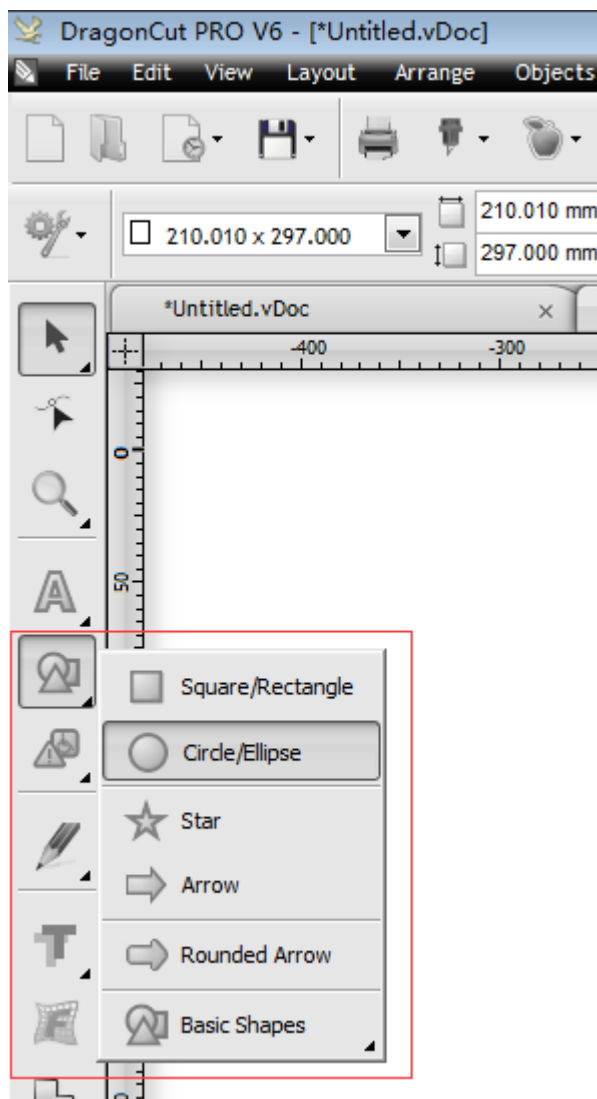 DragonCut PRO V6 - [*Untitled.vDoc]
File Edit View Layout Arrange Objects
210.010 x 297.000
210.010 mm
297.000 mm
*Untitled.vDoc
-400 -300
0
50
Square/Rectangle
Circle/Ellipse
Star
Arrow
Rounded Arrow
Basic Shapes